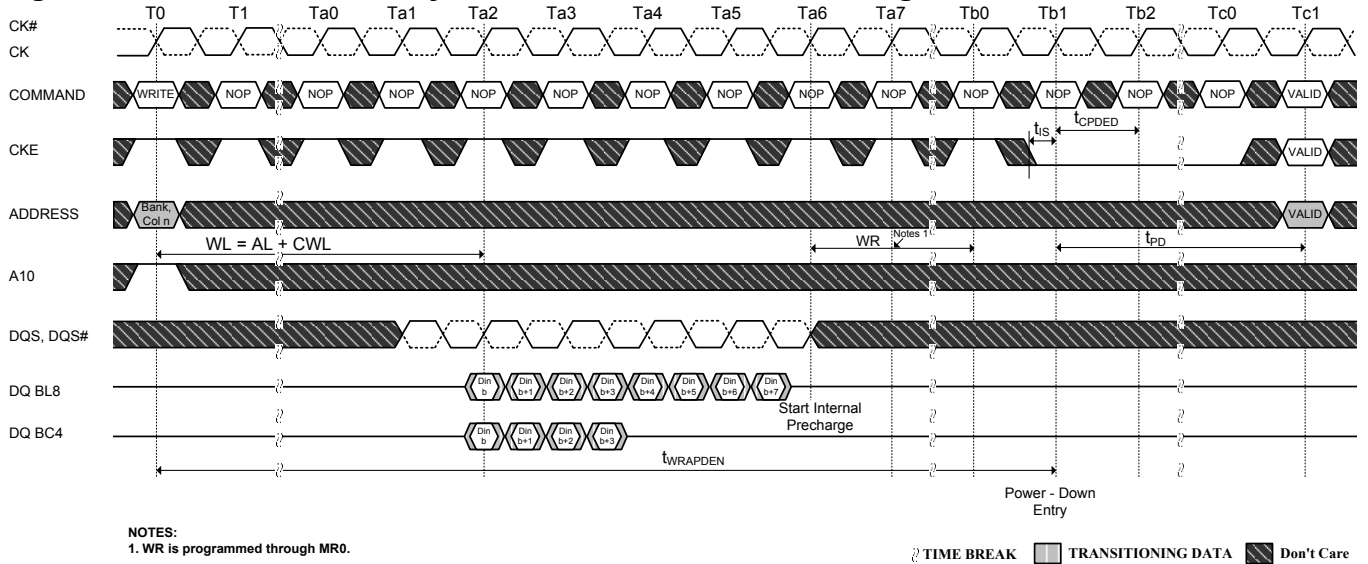 T0 T1 Ta0 Ta1 Ta2 Ta3 Ta4 Ta5 Ta6 Ta7 Tb0 Tb1 Tb2 Tc0 Tc1
CK#
CK
COMMAND WRITE NOP NOP NOP NOP NOP NOP NOP NOP NOP NOP NOP NOP NOP VALID
tIS tCPDED
CKE VALID
ADDRESS Bank, Col n VALID
WL = AL + CWL WR Notes 1 tPD
A10
DQS, DQS#
DQ BL8 Din b Din b+1 Din b+2 Din b+3 Din b+4 Din b+5 Din b+6 Din b+7
Start Internal
Precharge
DQ BC4 Din b Din b+1 Din b+2 Din b+3
tWRAPDEN
Power - Down
Entry
NOTES:
1. WR is programmed through MR0.
TIME BREAK TRANSITIONING DATA Don't Care